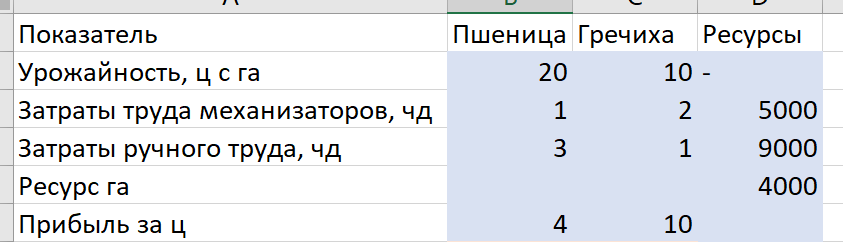 Показатель Пшеница Гречиха Ресурсы
Урожайность, ц с га 20 10 -
Затраты труда механизаторов, чд 1 2 5000
Затраты ручного труда, чд 3 1 9000
Ресурс га 4000
Прибыль за ц 4 10